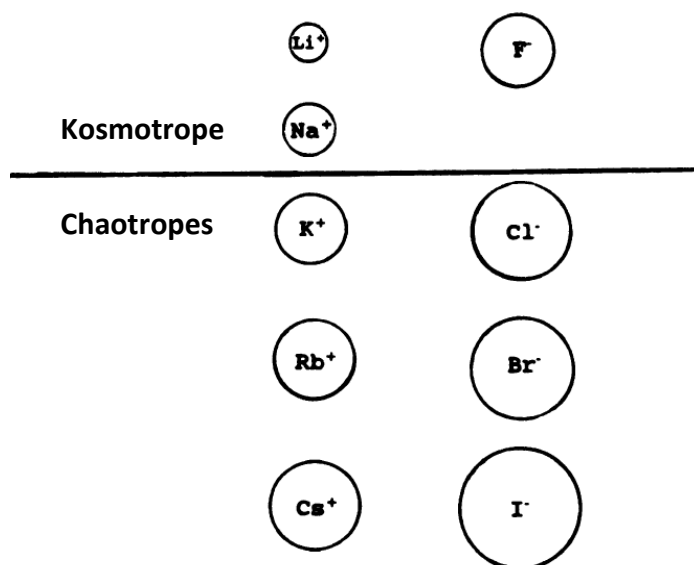 Li⁺ F⁻
Kosmotrope Na⁺
Chaotropes K⁺ Cl⁻
Rb⁺ Br⁻
Cs⁺ I⁻